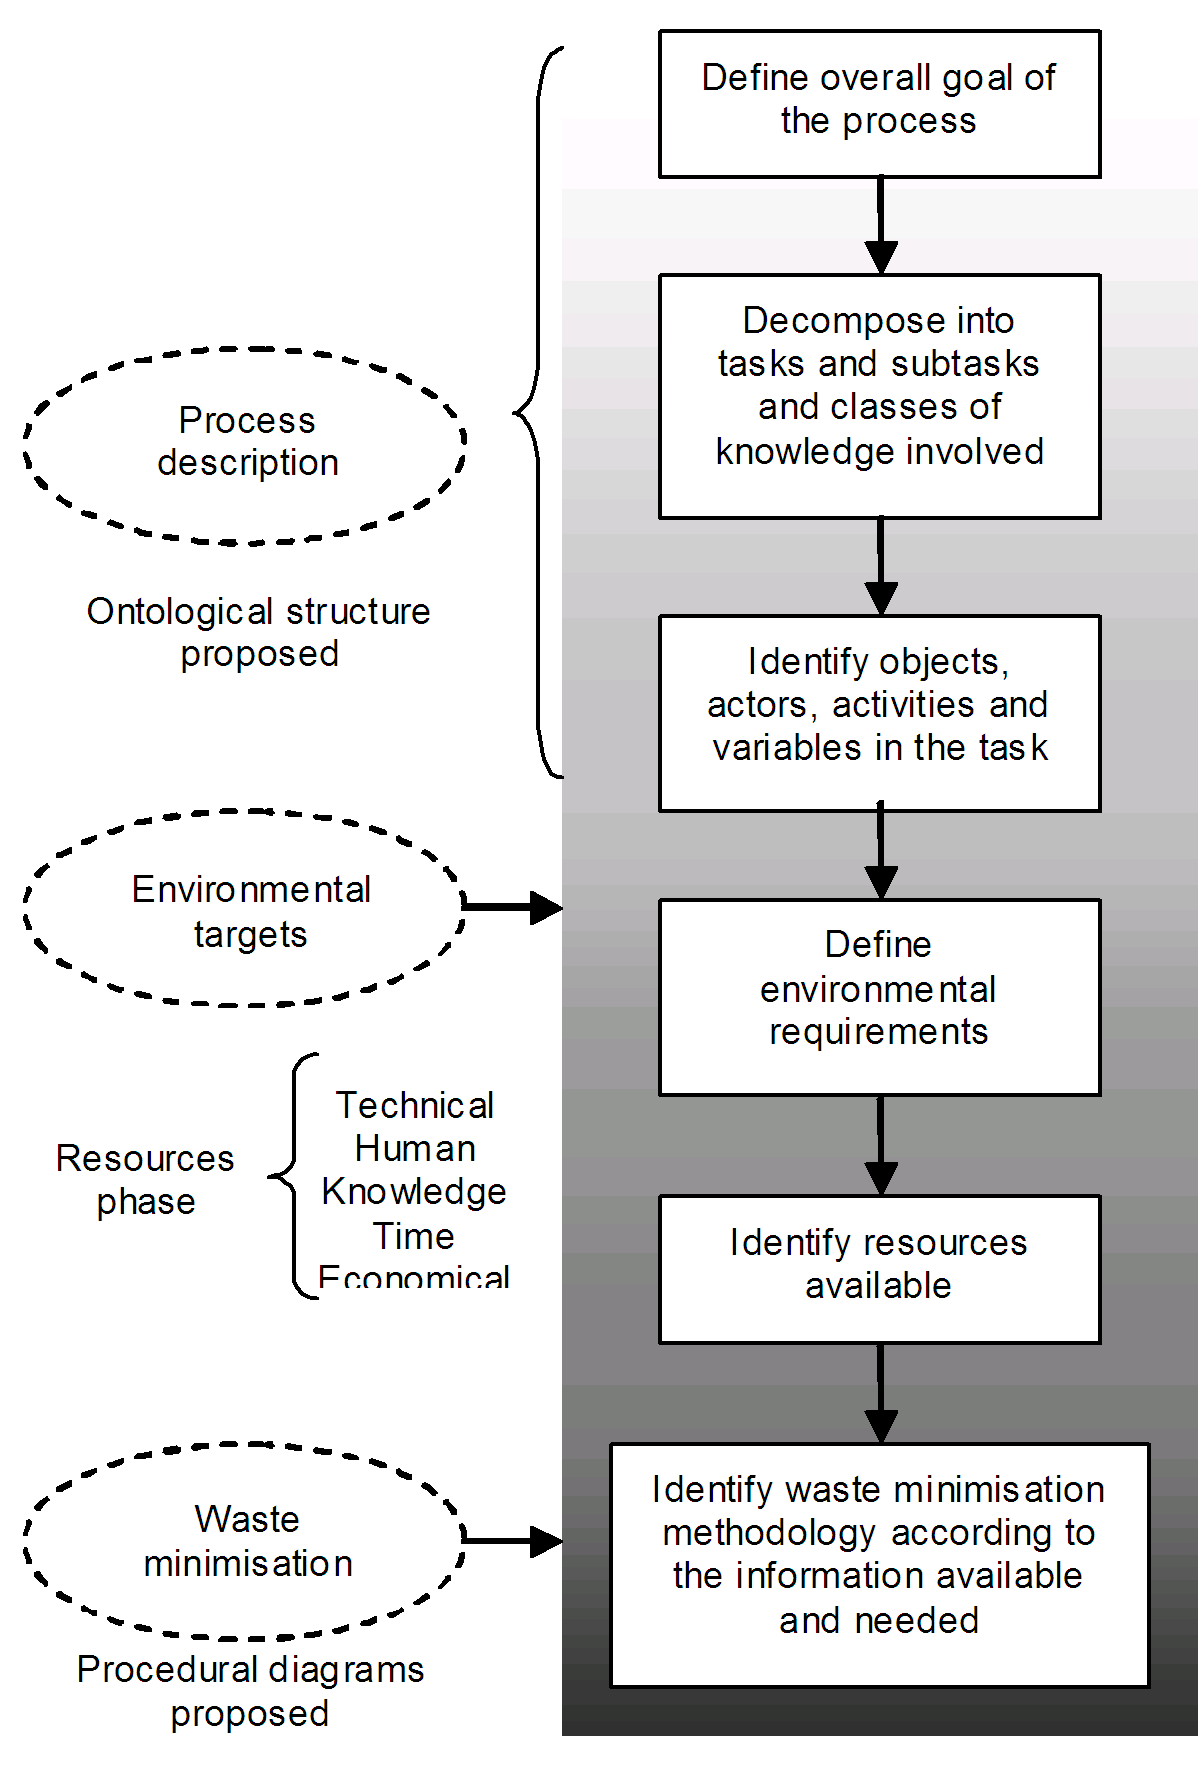 Define overall goal of
the process
Decompose into
tasks and subtasks
and classes of
knowledge involved
Process
description
Ontological structure
proposed
Identify objects,
actors, activities and
variables in the task
Environmental
targets
Define
environmental
requirements
Resources
phase
Technical
Human
Knowledge
Time
Economical
Identify resources
available
Waste
minimisation
Procedural diagrams
proposed
Identify waste minimisation
methodology according to
the information available
and needed